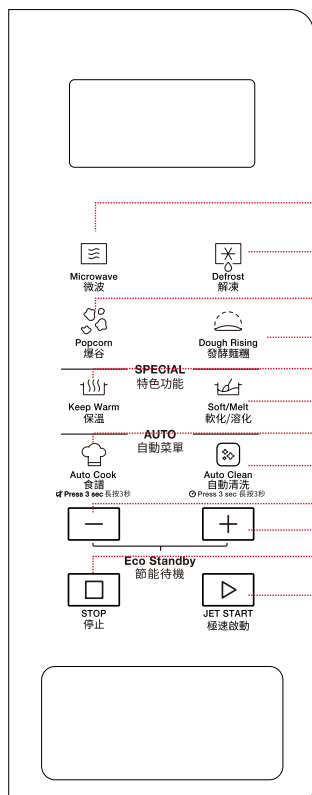 Microwave
微波
Defrost
解凍
Popcorn
爆谷
Dough Rising
發酵麵糰
SPECIAL
特色功能
Keep Warm
保溫
Soft/Melt
軟化/溶化
AUTO
自動菜單
Auto Cook
食譜
Press 3 sec 長按3秒
Auto Clean
自動清洗
Press 3 sec 長按3秒
Eco Standby
節能待機
STOP
停止
JET START
極速啟動